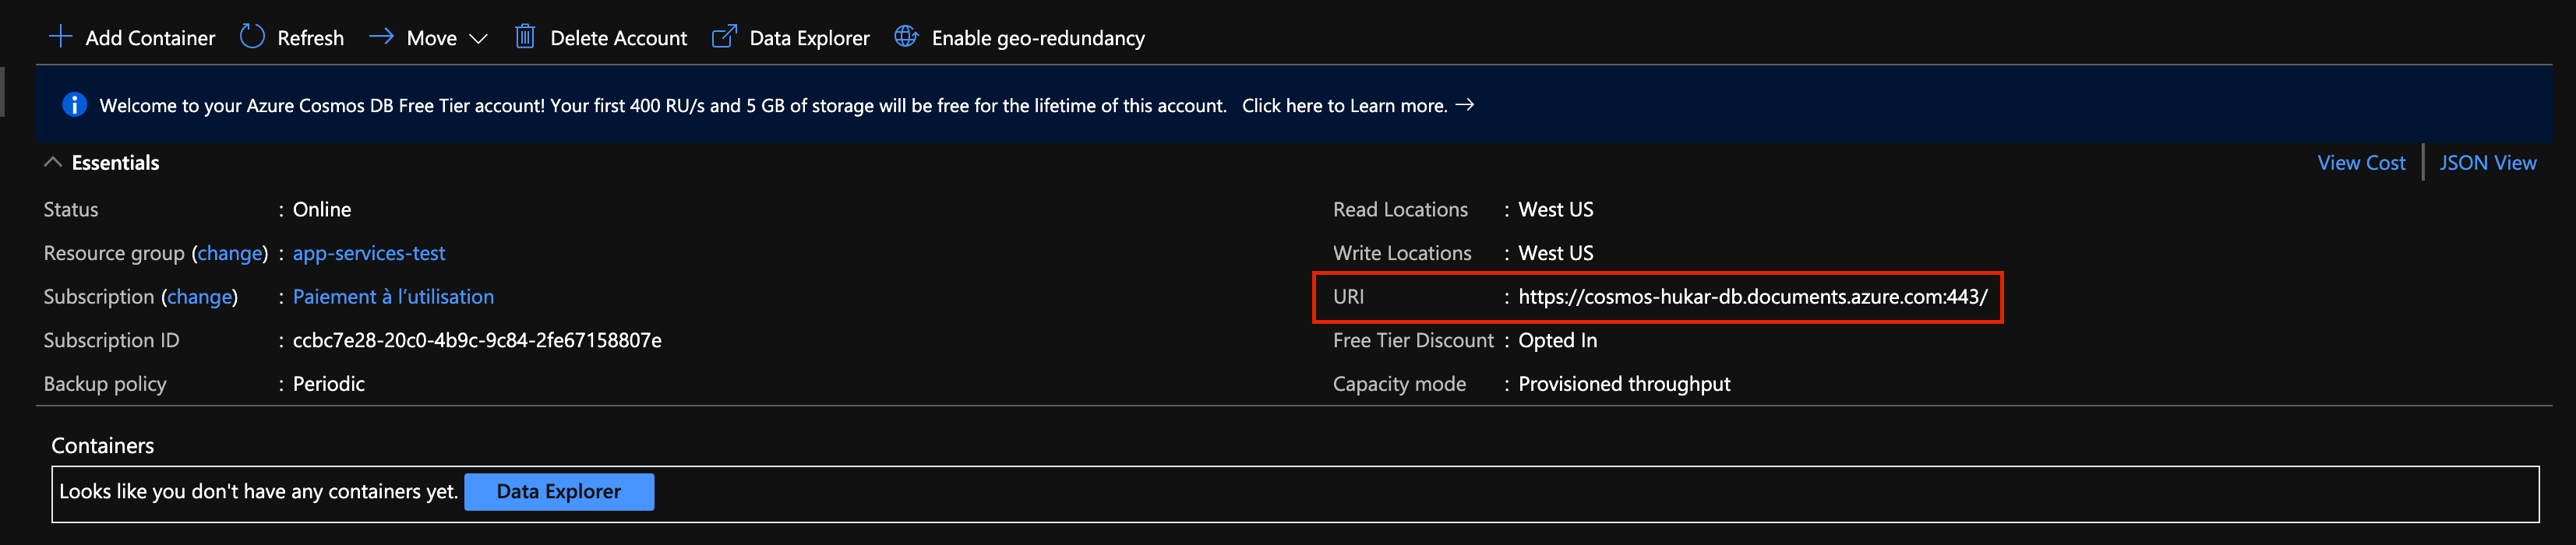 Add Container Refresh Move Delete Account Data Explorer Enable geo-redundancy
Welcome to your Azure Cosmos DB Free Tier account! Your first 400 RU/s and 5 GB of storage will be free for the lifetime of this account. Click here to Learn more. →
Essentials
View Cost JSON View
Status : Online
Resource group (change) : app-services-test
Subscription (change) : Paiement à l’utilisation
Subscription ID : ccbc7e28-20c0-4b9c-9c84-2fe67158807e
Backup policy : Periodic
Read Locations : West US
Write Locations : West US
URI : https://cosmos-hukar-db.documents.azure.com:443/
Free Tier Discount : Opted In
Capacity mode : Provisioned throughput
Containers
Looks like you don't have any containers yet. Data Explorer